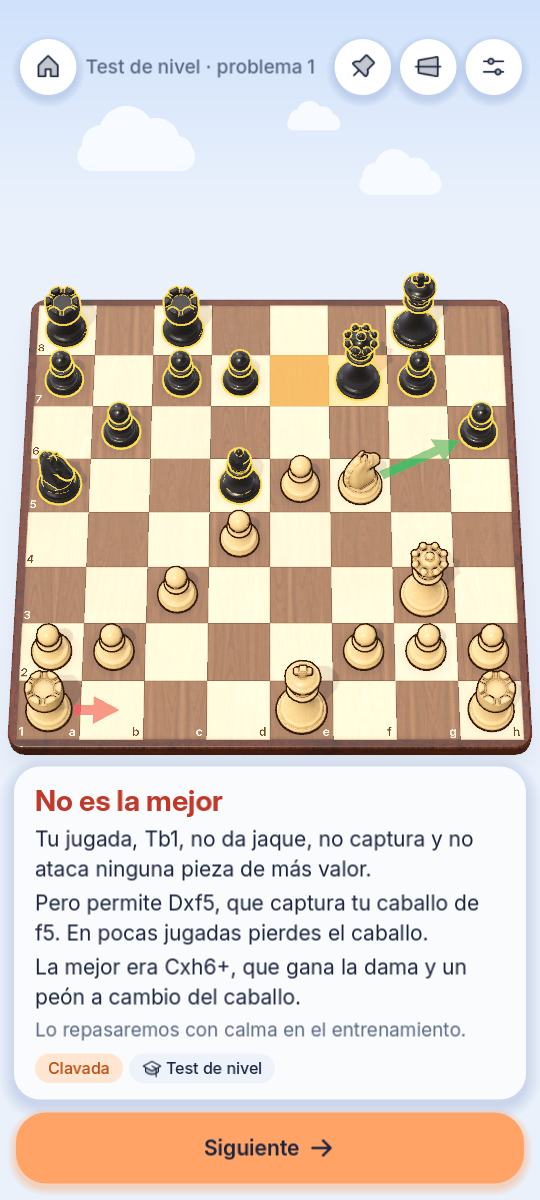 Test de nivel · problema 1
8
7
6
5
4
3
2
1 a b c d e f g h
No es la mejor
Tu jugada, Tb1, no da jaque, no captura y no
ataca ninguna pieza de más valor.
Pero permite Dxf5, que captura tu caballo de
f5. En pocas jugadas pierdes el caballo.
La mejor era Cxh6+, que gana la dama y un
peón a cambio del caballo.
Lo repasaremos con calma en el entrenamiento.
Clavada Test de nivel
Siguiente →